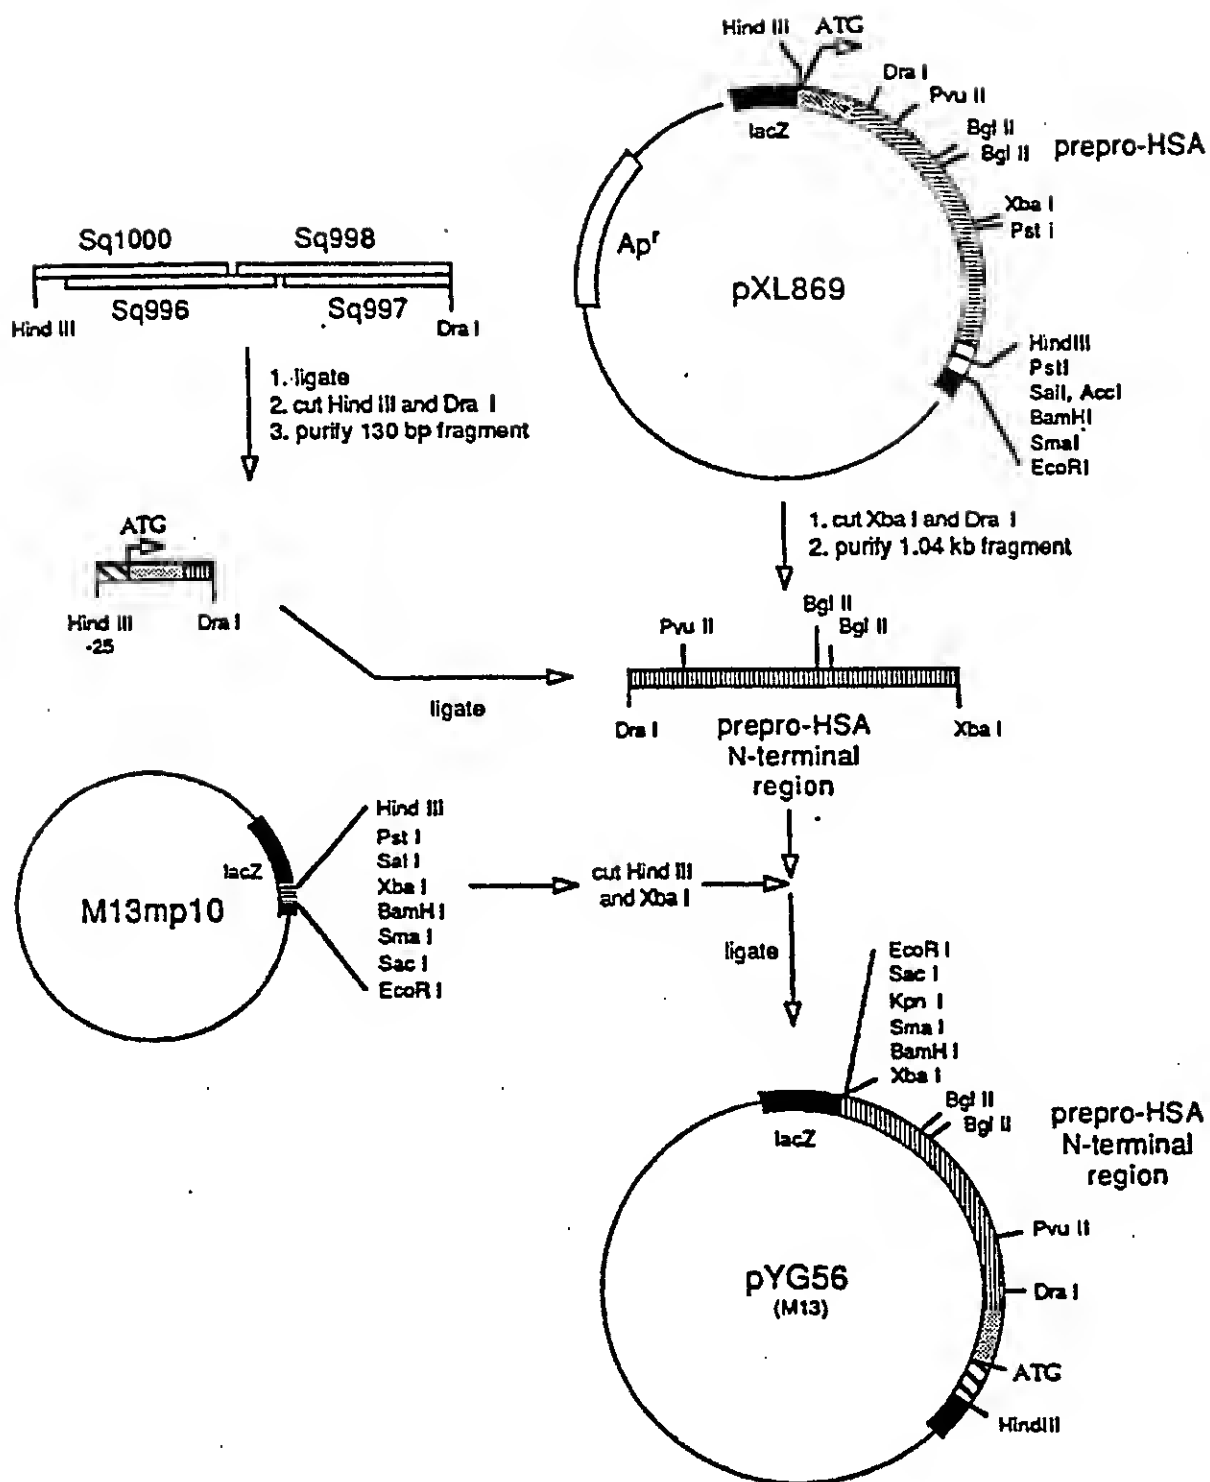 Hind III
ATG
Dra I
Pvu II
Bgl II
Bgl II
prepro-HSA
lacZ
Xba I
Pst i
Apr
pXL869
HindIII
PstI
SalI, AccI
BamHI
SmaI
EcoRI
Sq1000
Sq998
Sq996
Sq997
Hind III
Dra I
1. ligate
2. cut Hind III and Dra I
3. purify 130 bp fragment
1. cut Xba I and Dra I
2. purify 1.04 kb fragment
ATG
Hind III
-25
Dra I
ligate
Pvu II
Bgl II
Bgl II
Dra I
Xba I
prepro-HSA
N-terminal
region
M13mp10
lacZ
Hind III
Pst I
Sal I
Xba I
BamH I
Sma I
Sac I
EcoR I
cut Hind III
and Xba I
ligate
EcoR I
Sac I
Kpn I
Sma I
BamH I
Xba I
Bgl II
Bgl II
lacZ
prepro-HSA
N-terminal
region
Pvu II
Dra I
pYG56
(M13)
ATG
HindIII